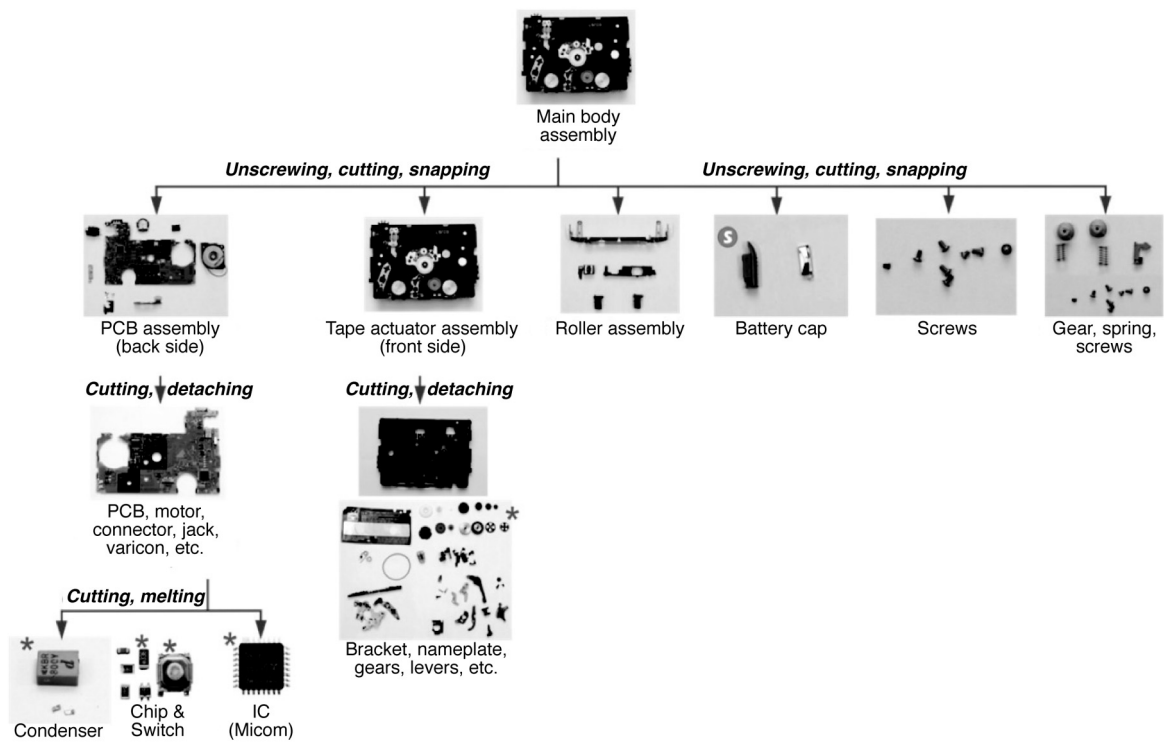 Main body
assembly
Unscrewing, cutting, snapping
Unscrewing, cutting, snapping
S
PCB assembly
(back side)
Tape actuator assembly
(front side)
Roller assembly
Battery cap
Screws
Gear, spring,
screws
Cutting, detaching
Cutting, detaching
PCB, motor,
connector, jack,
varicon, etc.
Cutting, melting
*
*
*
*
*
Bracket, nameplate,
gears, levers, etc.
Condenser
Chip &
Switch
IC
(Micom)